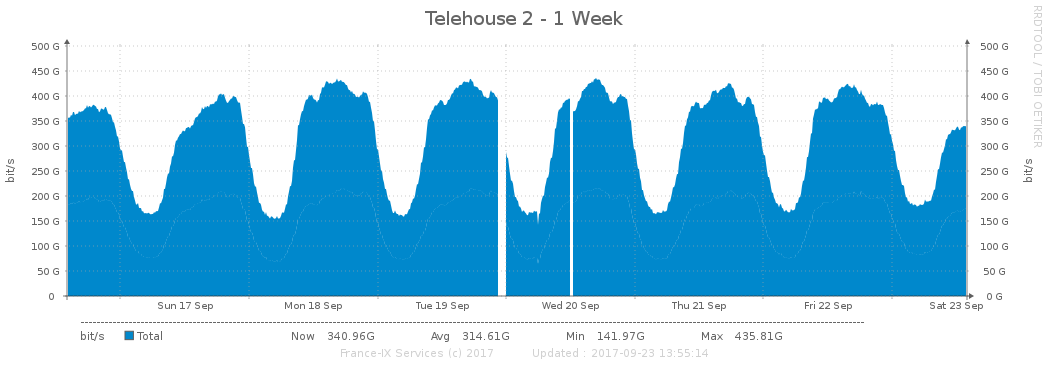 Telehouse 2 - 1 Week
RRDTOOL / TOBI OETIKER
500 G 500 G
450 G 450 G
400 G 400 G
350 G 350 G
300 G 300 G
250 G 250 G
200 G 200 G
150 G 150 G
100 G 100 G
50 G 50 G
0 0 G
bit/s bit/s
Sun 17 Sep Mon 18 Sep Tue 19 Sep Wed 20 Sep Thu 21 Sep Fri 22 Sep Sat 23 Sep
bit/s Total Now 340.96G Avg 314.61G Min 141.97G Max 435.81G
France-IX Services (c) 2017 Updated : 2017-09-23 13:55:14